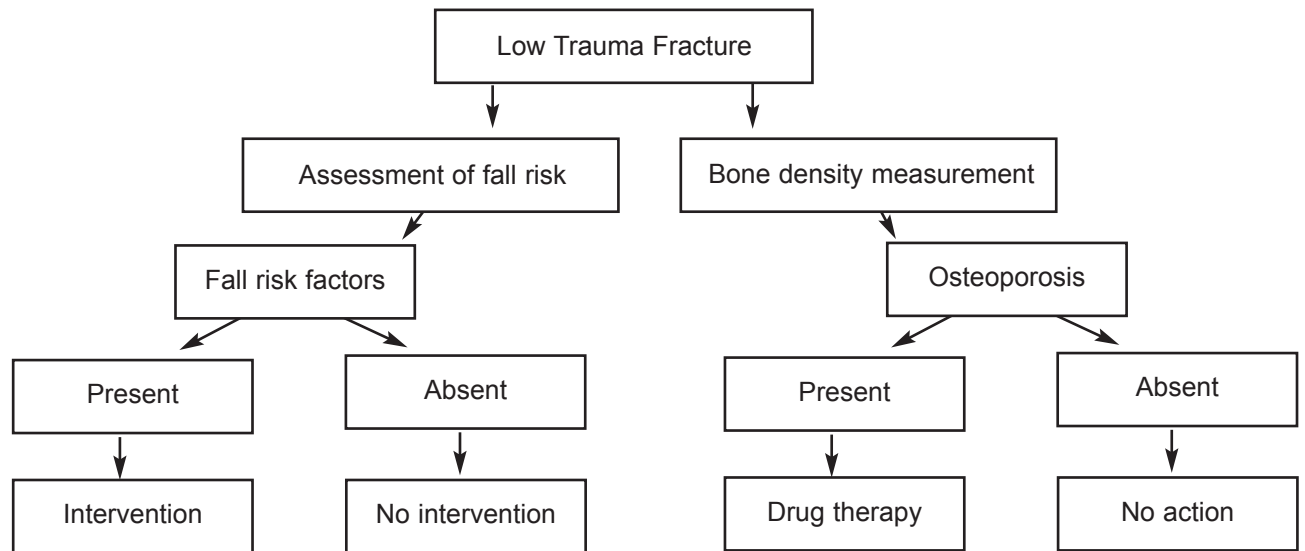 Low Trauma Fracture
Assessment of fall risk
Bone density measurement
Fall risk factors
Osteoporosis
Present
Absent
Present
Absent
Intervention
No intervention
Drug therapy
No action